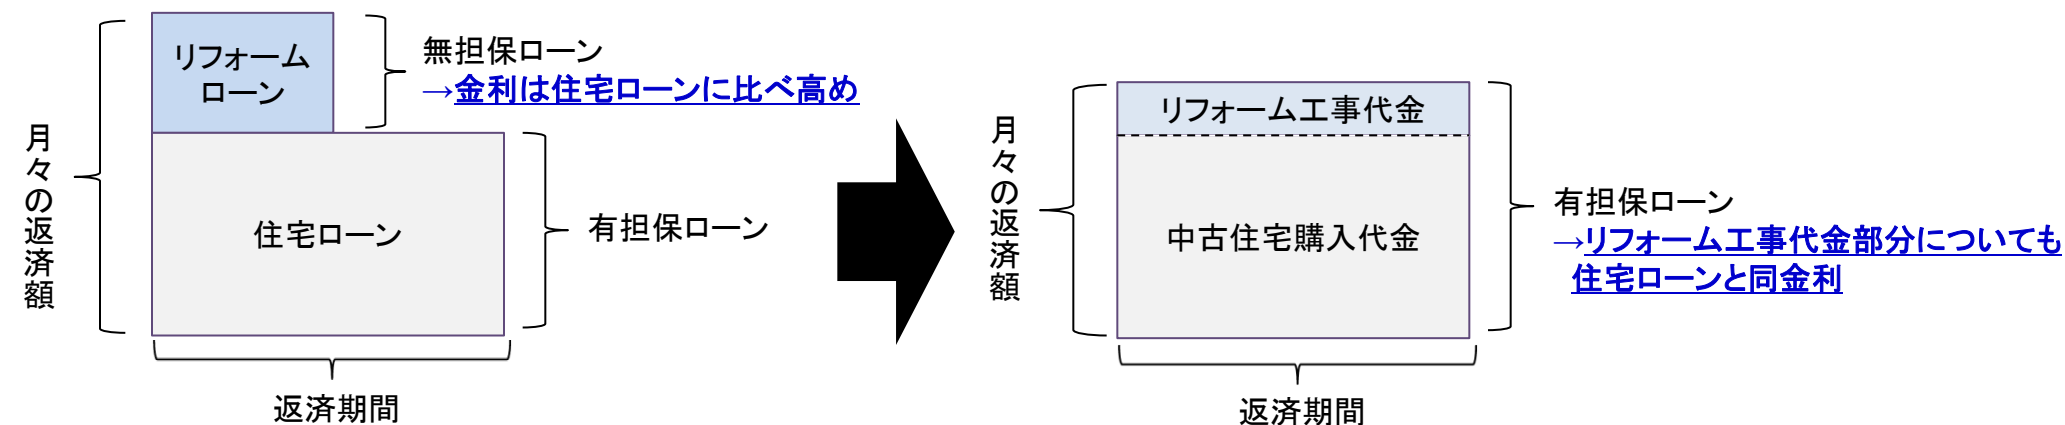 月々の返済額
リフォーム
ローン
無担保ローン
→金利は住宅ローンに比べ高め
住宅ローン
有担保ローン
返済期間
月々の返済額
リフォーム工事代金
中古住宅購入代金
有担保ローン
→リフォーム工事代金部分についても
住宅ローンと同金利
返済期間